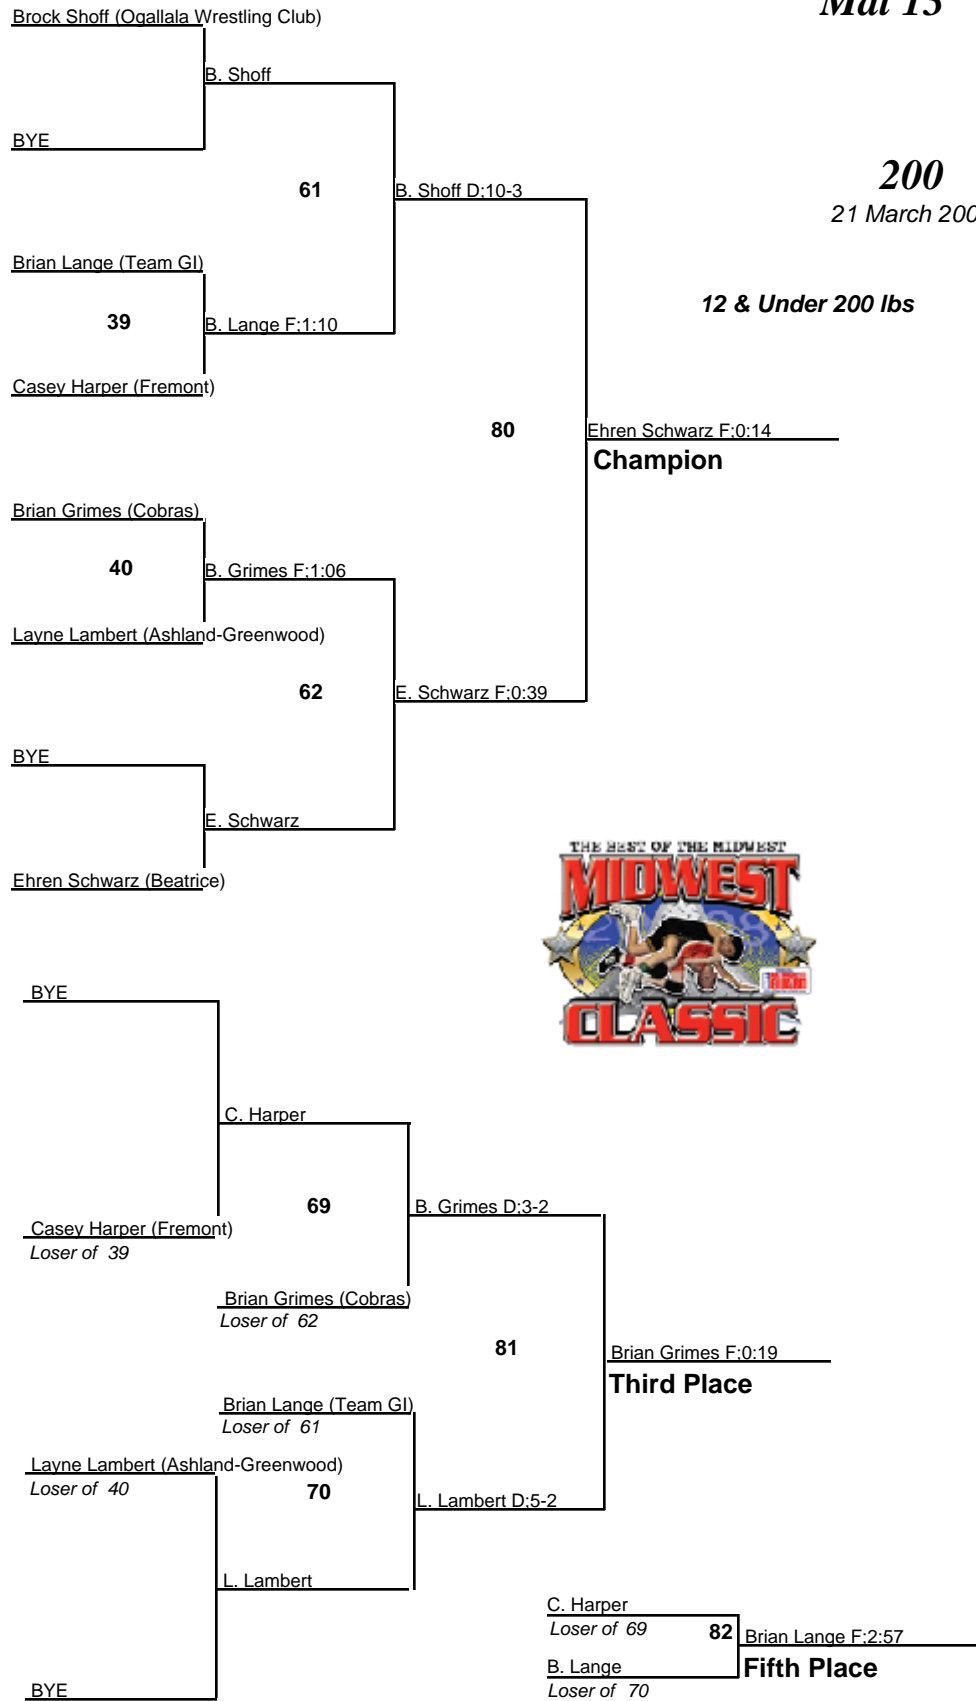 Mat 15
Brock Shoff (Ogallala Wrestling Club)
B. Shoff
BYE
200
61
B. Shoff D;10-3
21 March 200
Brian Lange (Team GI)
12 & Under 200 lbs
39
B. Lange F;1:10
Casey Harper (Fremont)
80
Ehren Schwarz F;0:14
Champion
Brian Grimes (Cobras)
40
B. Grimes F;1:06
Layne Lambert (Ashland-Greenwood)
62
E. Schwarz F;0:39
BYE
E. Schwarz
Ehren Schwarz (Beatrice)
THE BEST OF THE MIDWEST
MIDWEST
CLASSIC
BYE
C. Harper
69
B. Grimes D;3-2
Casey Harper (Fremont)
Loser of 39
Brian Grimes (Cobras)
Loser of 62
81
Brian Grimes F;0:19
Third Place
Brian Lange (Team GI)
Loser of 61
Layne Lambert (Ashland-Greenwood)
Loser of 40
70
L. Lambert D;5-2
L. Lambert
C. Harper
Loser of 69
82
Brian Lange F;2:57
B. Lange
Fifth Place
Loser of 70
BYE